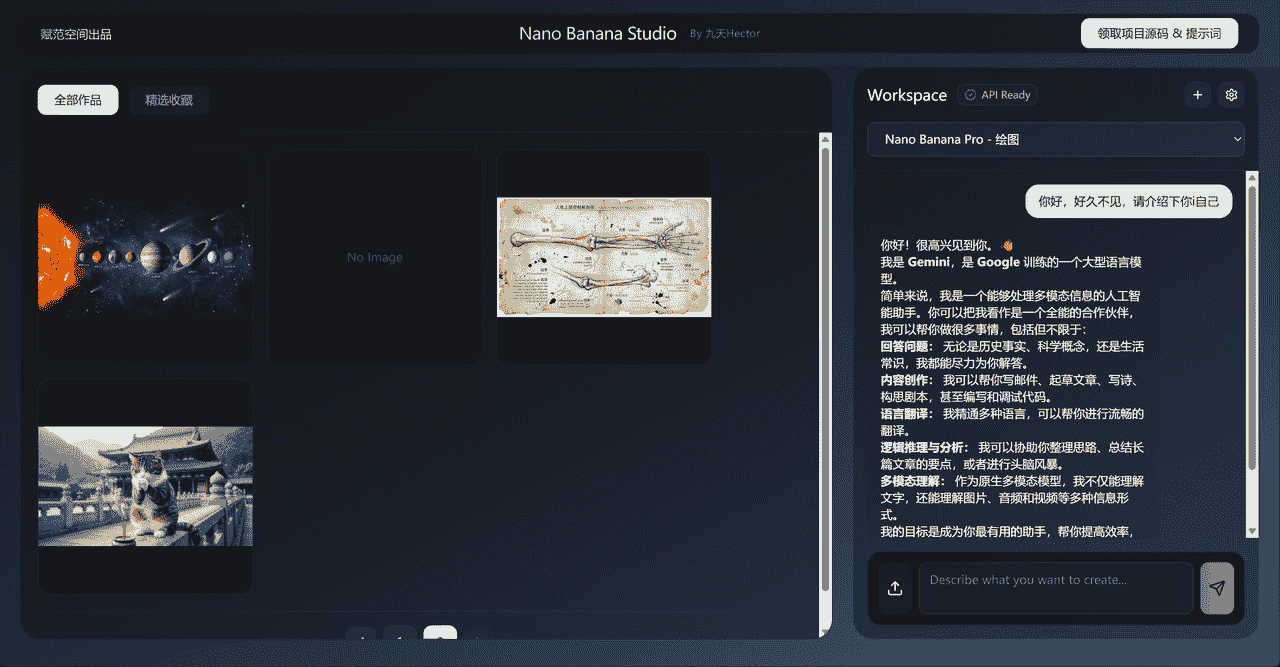 赋范空间出品
Nano Banana Studio
By 九天Hector
领取项目源码 & 提示词
全部作品
精选收藏
No Image
Workspace
API Ready
Nano Banana Pro - 绘图
你好，好久不见，请介绍下你i自己
你好！很高兴见到你。
我是 Gemini，是 Google 训练的一个大型语言模
型。
简单来说，我是一个能够处理多模态信息的人工智
能助手。你可以把我看作是一个全能的合作伙伴，
我可以帮你做很多事情，包括但不限于：
回答问题： 无论是历史事实、科学概念，还是生活
常识，我都能尽力为你解答。
内容创作： 我可以帮你写邮件、起草文章、写诗、
构思剧本，甚至编写和调试代码。
语言翻译： 我精通多种语言，可以帮你进行流畅的
翻译。
逻辑推理与分析： 我可以协助你整理思路、总结长
篇文章的要点，或者进行头脑风暴。
多模态理解： 作为原生多模态模型，我不仅能理解
文字，还能理解图片、音频和视频等多种信息形
式。
我的目标是成为你最有用的助手，帮你提高效率，
Describe what you want to create...